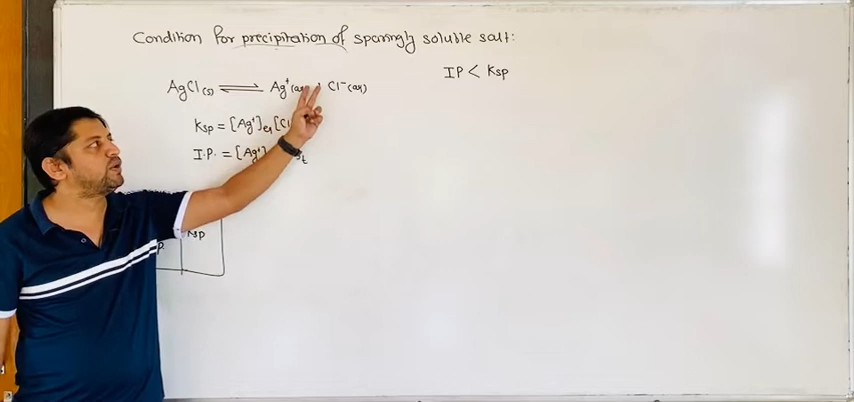 Condition for precipitation of sparingly soluble salt:
AgCl(s) ⇌ Ag⁺(aq) Cl⁻(aq)
IP < Ksp
Ksp = [Ag⁺]eq [Cl
I.P. = [Ag⁺] t
Ksp